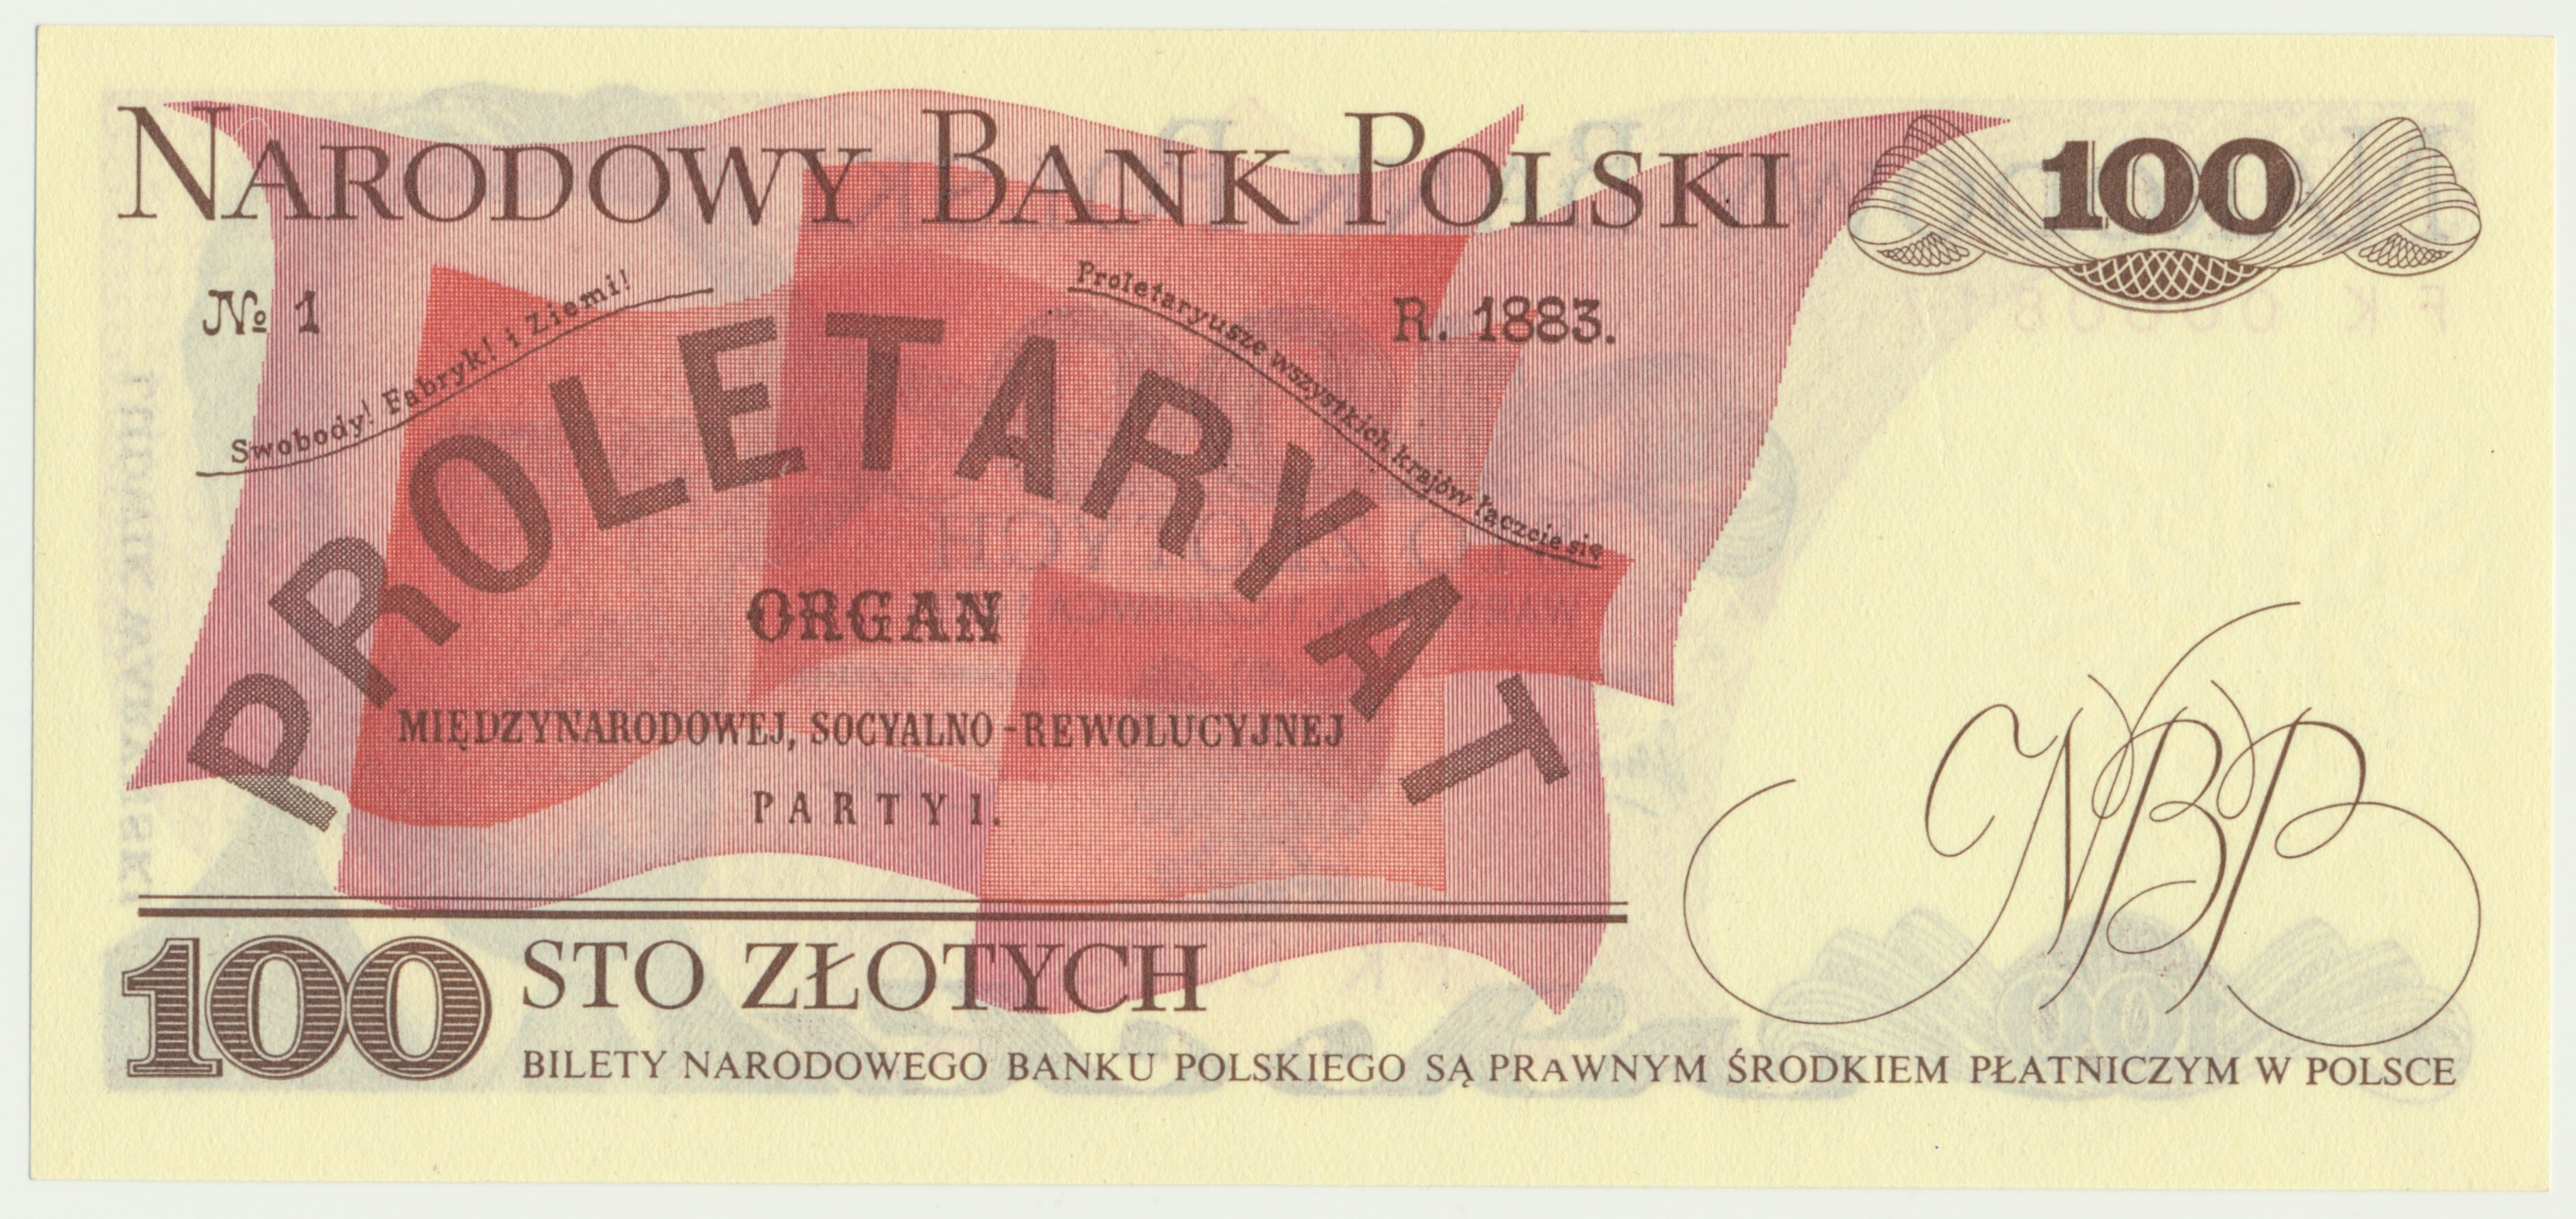 NARODOWY BANK POLSKI
100
№ 1
R. 1883.
Swobody! Fabryk! i Ziemi!
Proletaryusze wszystkich krajów łączcie się
PROLETARYAT
ORGAN
MIĘDZYNARODOWEJ, SOCYALNO-REWOLUCYJNEJ
PARTYI.
NBP
100 STO ZŁOTYCH
BILETY NARODOWEGO BANKU POLSKIEGO SĄ PRAWNYM ŚRODKIEM PŁATNICZYM W POLSCE